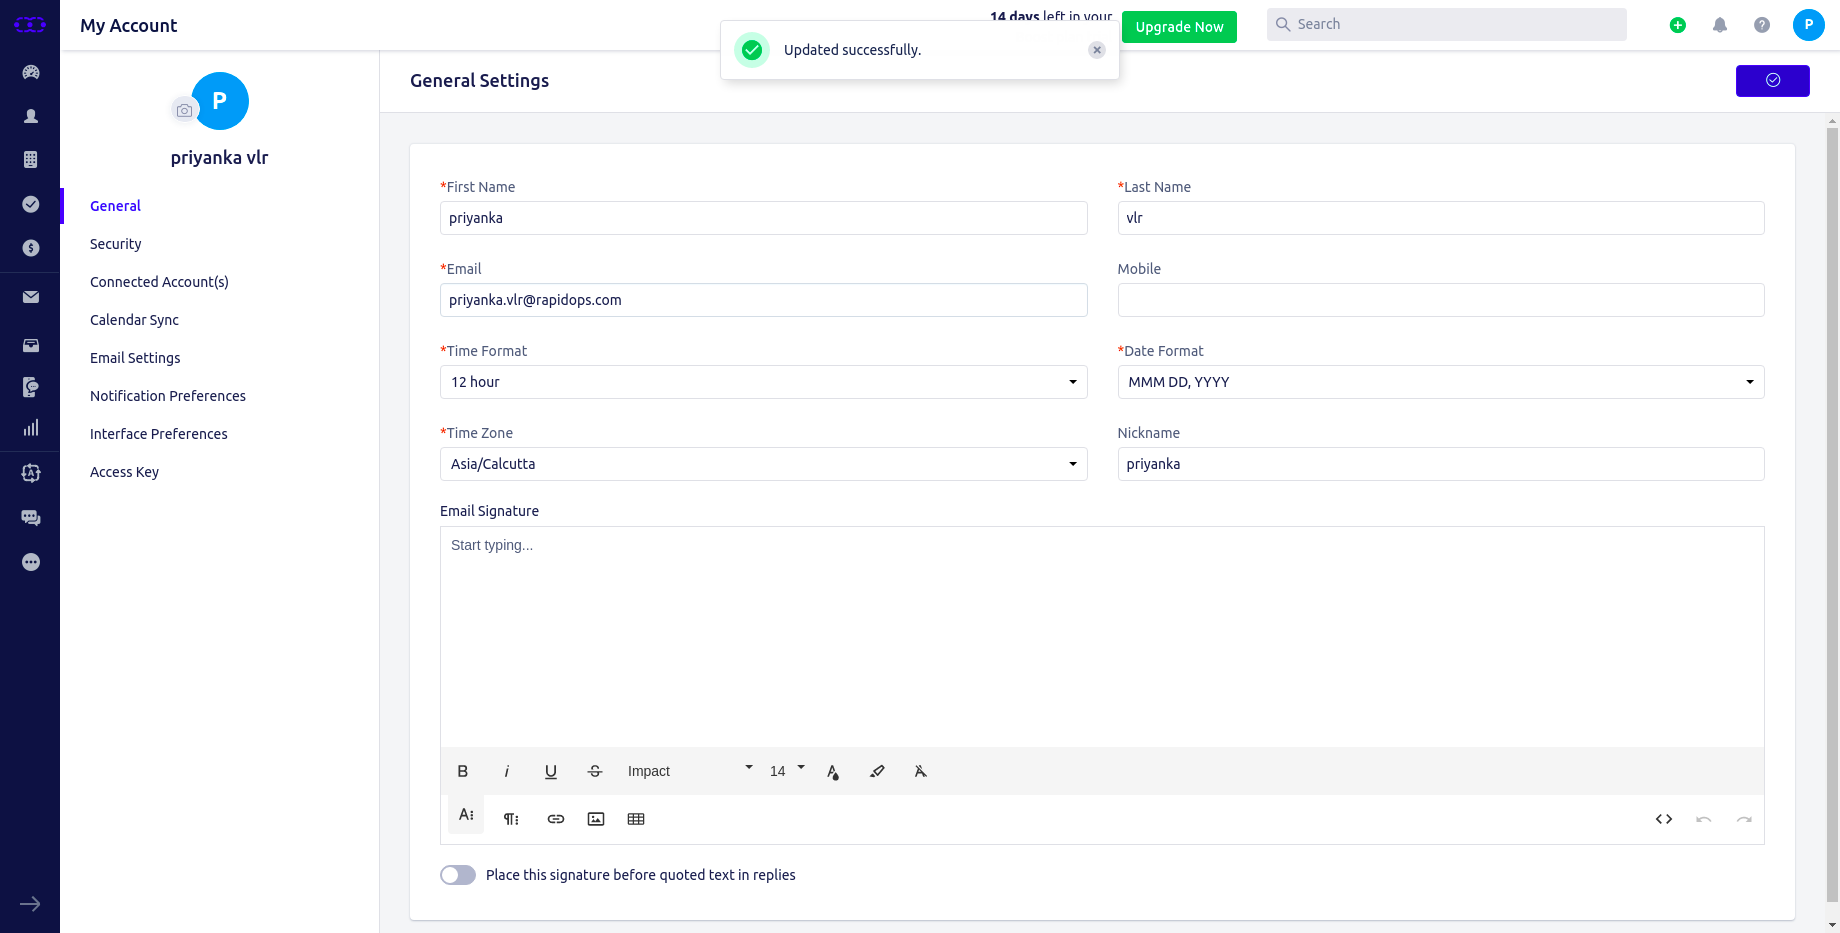 My Account
14 days left in your
Upgrade Now
Search
P
Updated successfully.
P
priyanka vlr
General
Security
Connected Account(s)
Calendar Sync
Email Settings
Notification Preferences
Interface Preferences
Access Key
General Settings
*First Name
priyanka
*Last Name
vlr
*Email
priyanka.vlr@rapidops.com
Mobile
*Time Format
12 hour
*Date Format
MMM DD, YYYY
*Time Zone
Asia/Calcutta
Nickname
priyanka
Email Signature
Start typing...
Impact
14
Place this signature before quoted text in replies